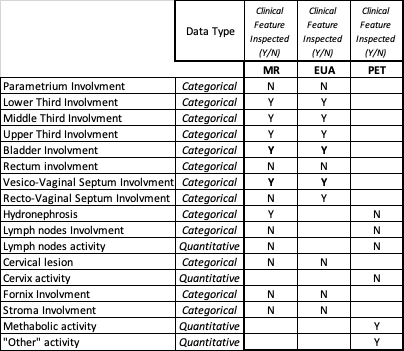 Clinical Feature Inspected (Y/N) Clinical Feature Inspected (Y/N) Clinical Feature Inspected (Y/N)
Data Type
MR EUA PET
Parametrium Involvment Categorical N N
Lower Third Involvment Categorical Y Y
Middle Third Involvment Categorical Y Y
Upper Third Involvment Categorical Y Y
Bladder Involvment Categorical Y Y
Rectum involvment Categorical N N
Vesico-Vaginal Septum Involvment Categorical Y Y
Recto-Vaginal Septum Involvment Categorical N Y
Hydronephrosis Categorical Y N
Lymph nodes Involvment Categorical N N
Lymph nodes activity Quantitative N N
Cervical lesion Categorical N N
Cervix activity Quantitative N
Fornix Involvment Categorical N N
Stroma Involvment Categorical N N
Methabolic activity Quantitative Y
"Other" activity Quantitative Y